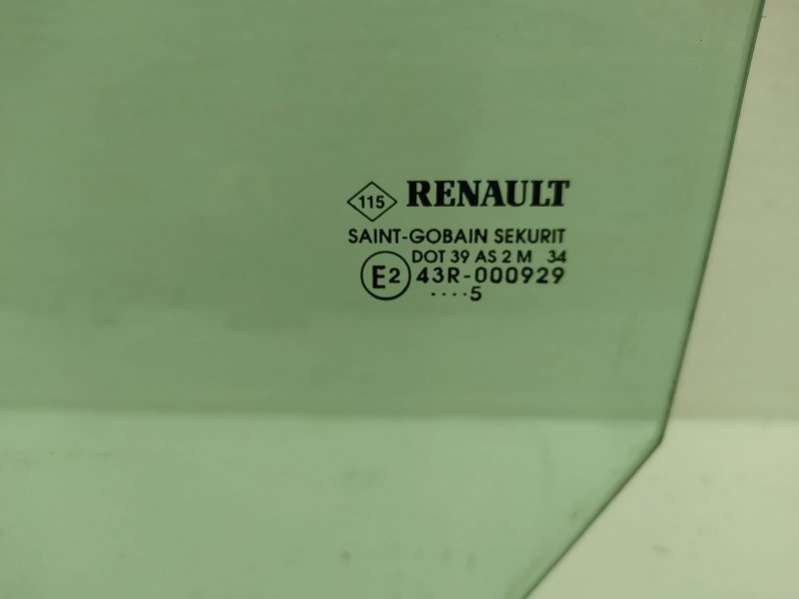 115 RENAULT
SAINT-GOBAIN SEKURIT
DOT 39 AS 2 M 34
E2 43R-000929
....5